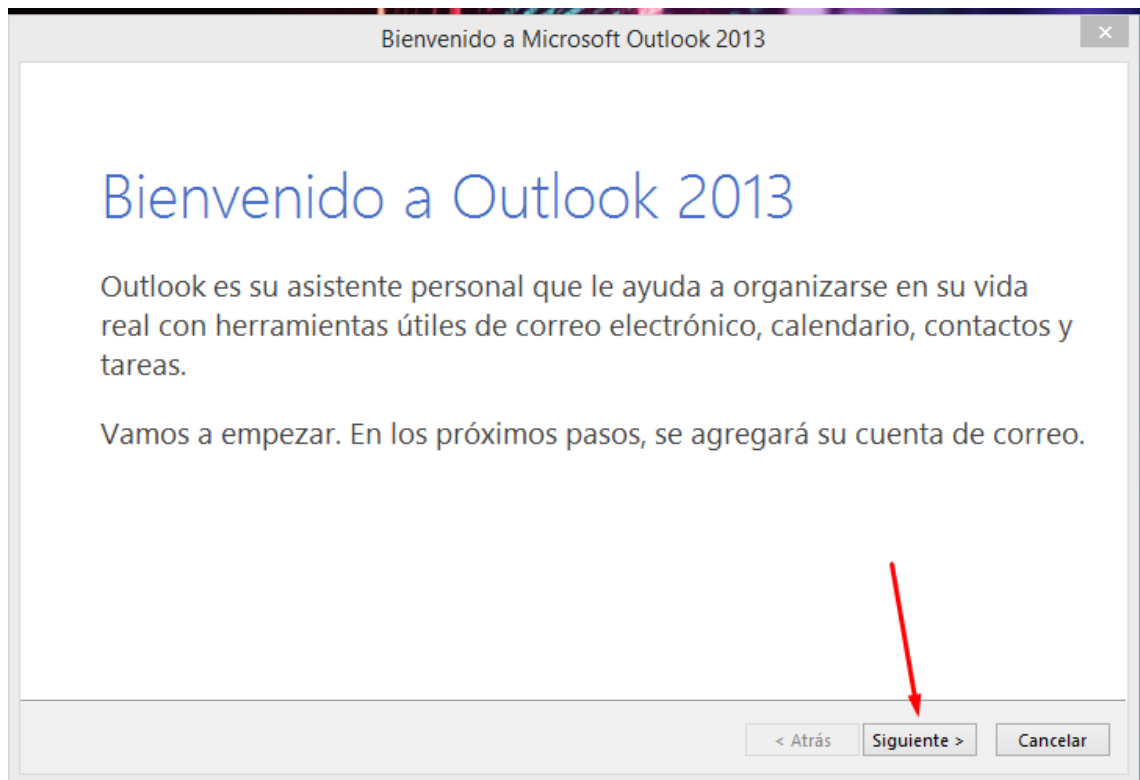 Bienvenido a Microsoft Outlook 2013
Bienvenido a Outlook 2013
Outlook es su asistente personal que le ayuda a organizarse en su vida
real con herramientas útiles de correo electrónico, calendario, contactos y
tareas.
Vamos a empezar. En los próximos pasos, se agregará su cuenta de correo.
< Atrás Siguiente > Cancelar